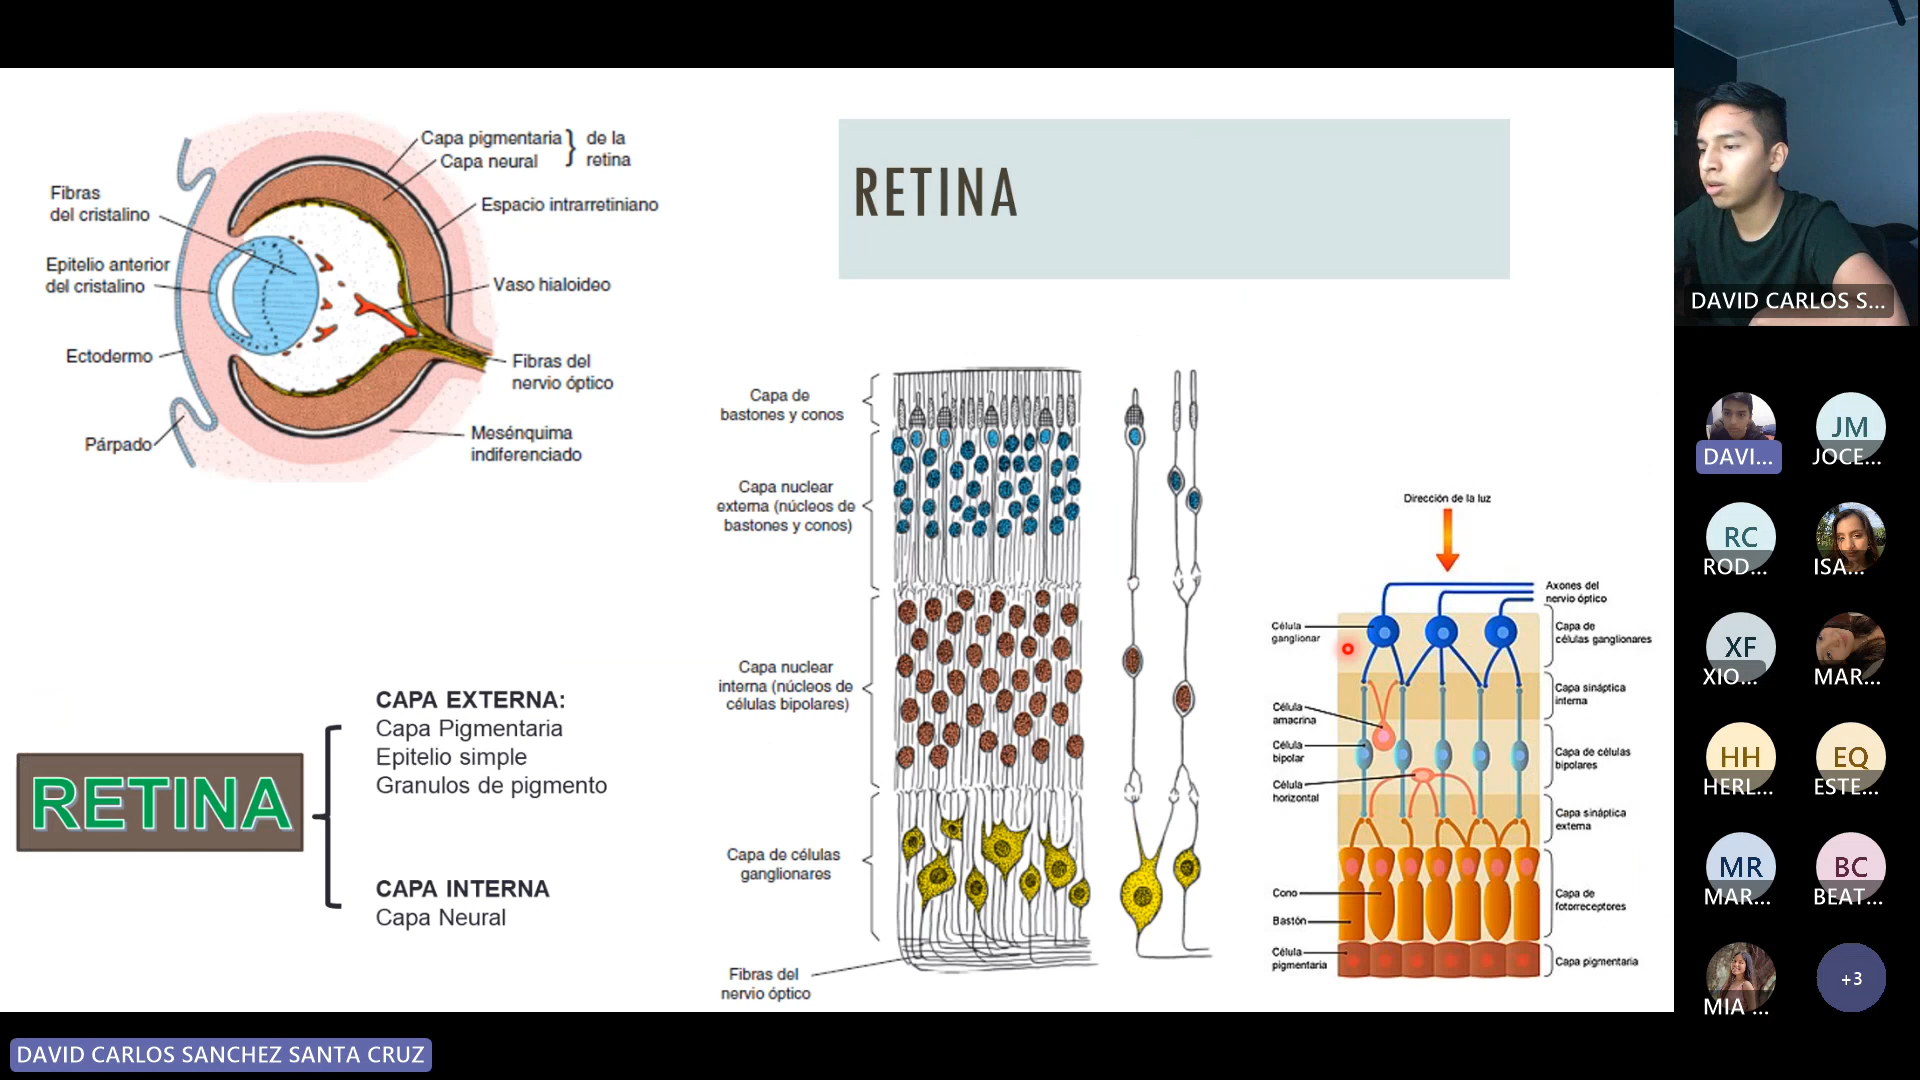 Capa pigmentaria
Capa neural
de la
retina
Fibras
del cristalino
Espacio intrarretiniano
Epitelio anterior
del cristalino
Vaso hialoideo
Ectodermo
Fibras del
nervio óptico
Párpado
Mesénquima
indiferenciado
RETINA
Capa de
bastones y conos
Capa nuclear
externa (núcleos de
bastones y conos)
Capa nuclear
interna (núcleos de
células bipolares)
Capa de células
ganglionares
Fibras del
nervio óptico
RETINA
CAPA EXTERNA:
Capa Pigmentaria
Epitelio simple
Granulos de pigmento
CAPA INTERNA
Capa Neural
Dirección de la luz
Axones del
nervio óptico
Célula
ganglionar
Capa de
células ganglionares
Capa sináptica
interna
Célula
amacrina
Célula
bipolar
Capa de células
bipolares
Célula
horizontal
Capa sináptica
externa
Cono
Bastón
Capa de
fotorreceptores
Célula
pigmentaria
Capa pigmentaria
DAVID CARLOS S...
DAVI...
JM
JOCE...
RC
ROD...
ISA...
XF
XIO...
MAR...
HH
HERL...
EQ
ESTE...
MR
MAR...
BC
BEAT...
MIA ...
+3
DAVID CARLOS SANCHEZ SANTA CRUZ